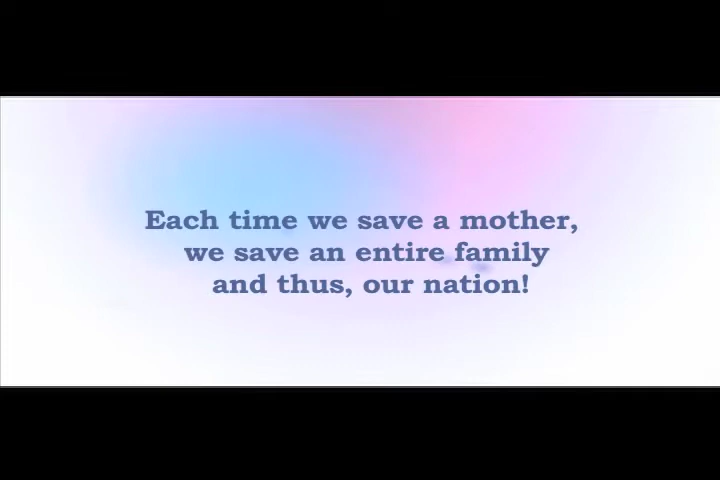 Each time we save a mother,
we save an entire family
and thus, our nation!